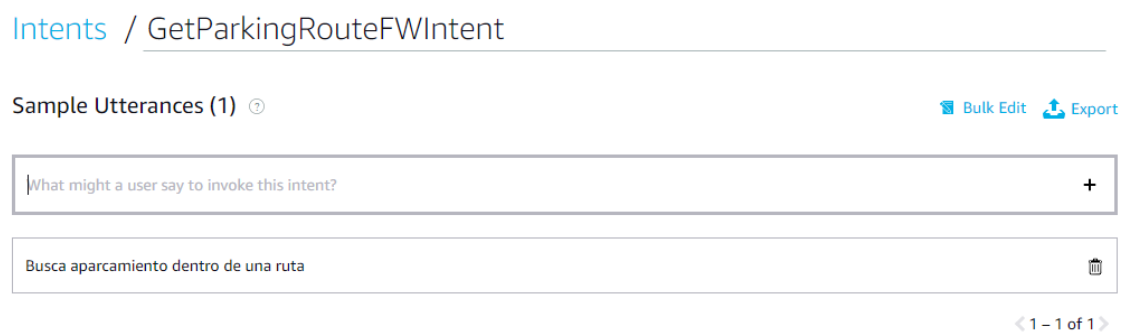 Intents / GetParkingRouteFWIntent
Sample Utterances (1) ?
Bulk Edit Export
What might a user say to invoke this intent? +
Busca aparcamiento dentro de una ruta
< 1 – 1 of 1 >